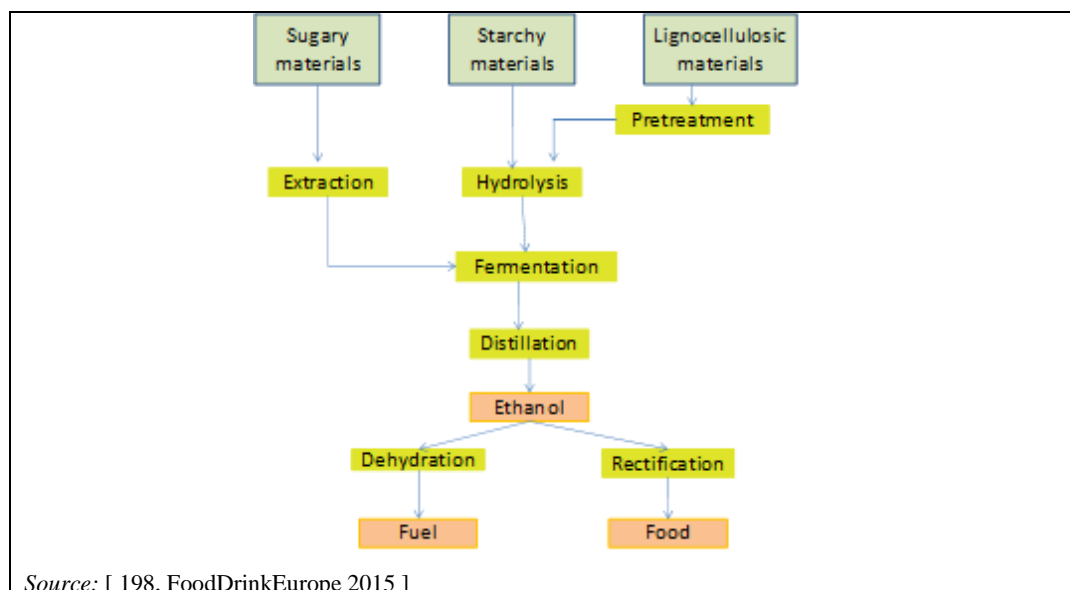 Sugary
materials
Starchy
materials
Lignocellulosic
materials
Pretreatment
Extraction
Hydrolysis
Fermentation
Distillation
Ethanol
Dehydration
Rectification
Fuel
Food
Source: [ 198, FoodDrinkEurope 2015 ]